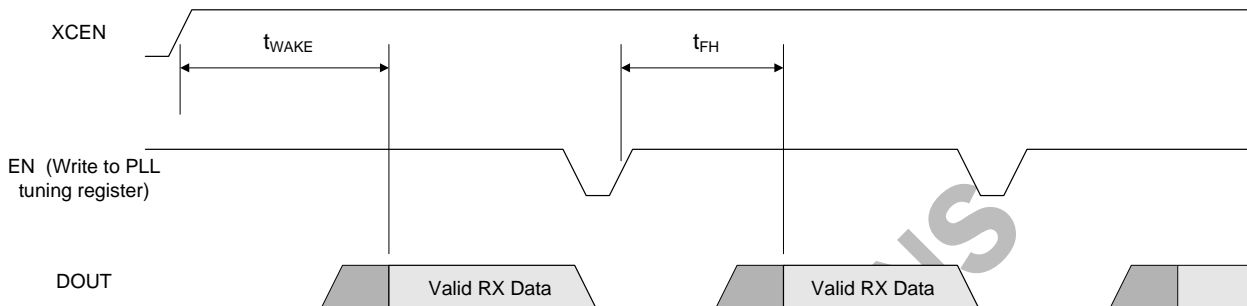 XCEN
tWAKE
tFH
EN (Write to PLL
tuning register)
DOUT
Valid RX Data
Valid RX Data